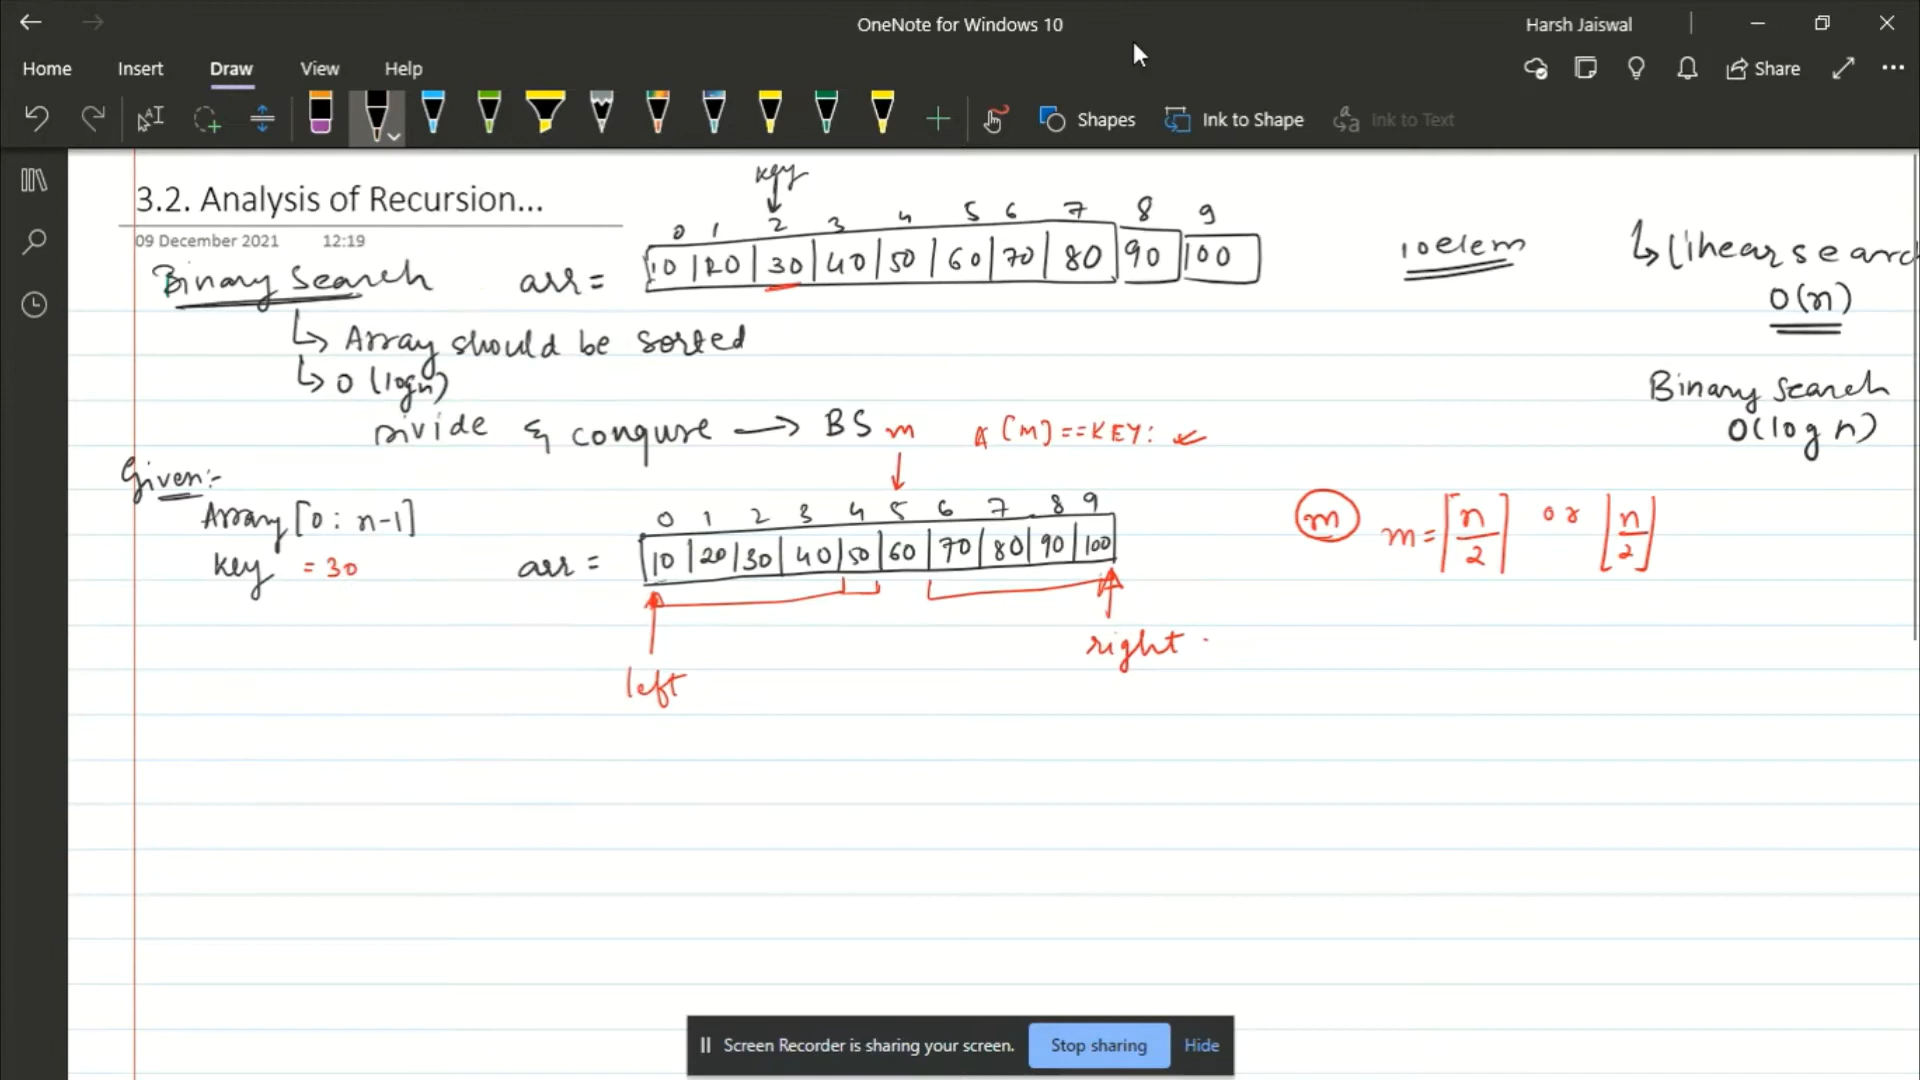 OneNote for Windows 10
Harsh Jaiswal
Home Insert Draw View Help
Share
Shapes Ink to Shape Ink to Text
3.2. Analysis of Recursion...
09 December 2021 12:19
key
0 1 2 3 4 5 6 7 8 9
Binary Search arr = 10 20 30 40 50 60 70 80 90 100
10 elem
↳ Linear searc
O(n)
↳ Array should be sorted
↳ O(logn)
Binary search
O(log n)
Divide & conqure → BS m A[M]==KEY: ↙
Given:-
Array [0: n-1]
key = 30
0 1 2 3 4 5 6 7 8 9
arr = 10 20 30 40 50 60 70 80 90 100
m m = ⌈n/2⌉ or ⌊n/2⌋
left
right
Screen Recorder is sharing your screen. Stop sharing Hide